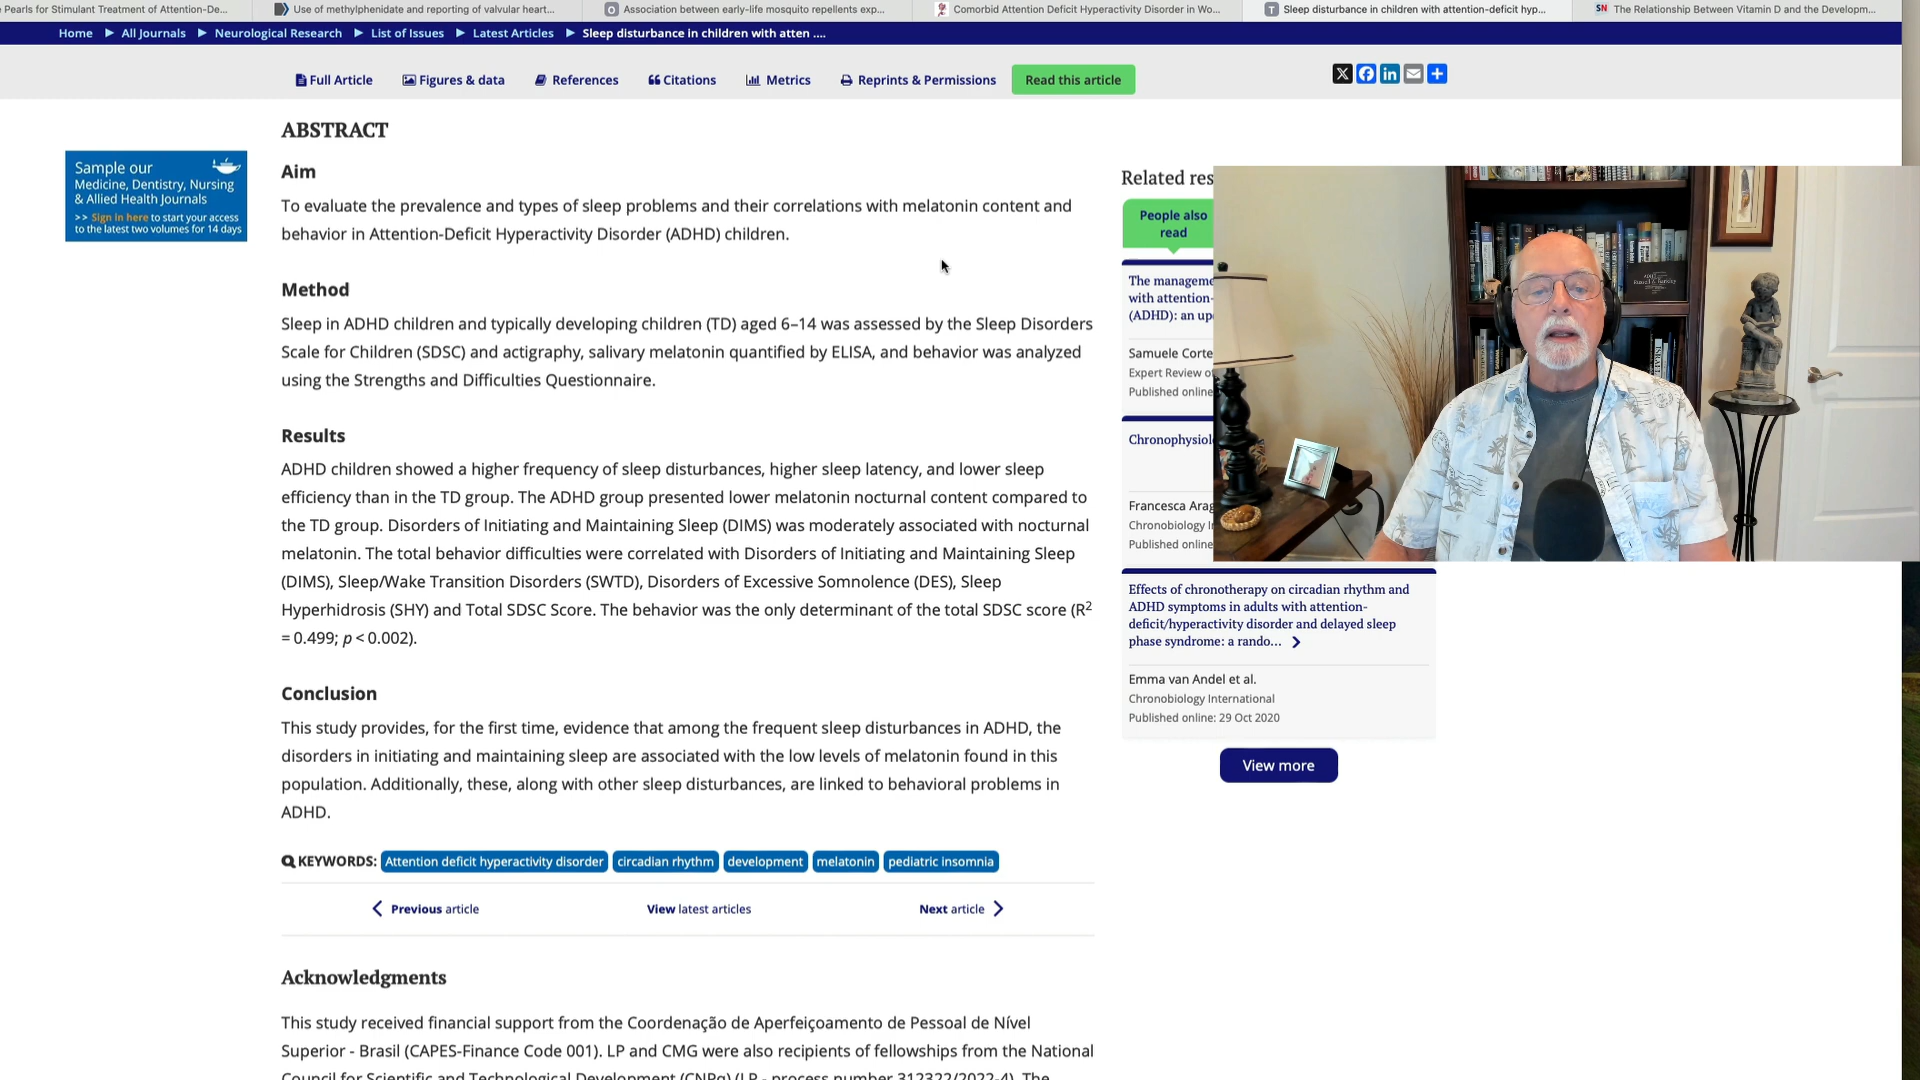 Pearls for Stimulant Treatment of Attention-De...
Use of methylphenidate and reporting of valvular heart...
Association between early-life mosquito repellents exp...
Comorbid Attention Deficit Hyperactivity Disorder in Wo...
T Sleep disturbance in children with attention-deficit hyp...
SN The Relationship Between Vitamin D and the Developm...
Home ▶ All Journals ▶ Neurological Research ▶ List of Issues ▶ Latest Articles ▶ Sleep disturbance in children with atten ....
Full Article
Figures & data
References
Citations
Metrics
Reprints & Permissions
Read this article
Sample our
Medicine, Dentistry, Nursing
& Allied Health Journals
>> Sign in here to start your access
to the latest two volumes for 14 days
ABSTRACT
Aim
To evaluate the prevalence and types of sleep problems and their correlations with melatonin content and
behavior in Attention-Deficit Hyperactivity Disorder (ADHD) children.
Method
Sleep in ADHD children and typically developing children (TD) aged 6–14 was assessed by the Sleep Disorders
Scale for Children (SDSC) and actigraphy, salivary melatonin quantified by ELISA, and behavior was analyzed
using the Strengths and Difficulties Questionnaire.
Results
ADHD children showed a higher frequency of sleep disturbances, higher sleep latency, and lower sleep
efficiency than in the TD group. The ADHD group presented lower melatonin nocturnal content compared to
the TD group. Disorders of Initiating and Maintaining Sleep (DIMS) was moderately associated with nocturnal
melatonin. The total behavior difficulties were correlated with Disorders of Initiating and Maintaining Sleep
(DIMS), Sleep/Wake Transition Disorders (SWTD), Disorders of Excessive Somnolence (DES), Sleep
Hyperhidrosis (SHY) and Total SDSC Score. The behavior was the only determinant of the total SDSC score (R²
= 0.499; p < 0.002).
Conclusion
This study provides, for the first time, evidence that among the frequent sleep disturbances in ADHD, the
disorders in initiating and maintaining sleep are associated with the low levels of melatonin found in this
population. Additionally, these, along with other sleep disturbances, are linked to behavioral problems in
ADHD.
KEYWORDS: Attention deficit hyperactivity disorder circadian rhythm development melatonin pediatric insomnia
Previous article
View latest articles
Next article
Acknowledgments
This study received financial support from the Coordenação de Aperfeiçoamento de Pessoal de Nível
Superior - Brasil (CAPES-Finance Code 001). LP and CMG were also recipients of fellowships from the National
Council for Scientific and Technological Development (CNPq) (LP - process number 312322/2022-4). The
Related res
People also
read
The manageme
with attention-
(ADHD): an up
Samuele Corte
Expert Review o
Published online
Chronophysiol
Francesca Arag
Chronobiology I
Published online
Effects of chronotherapy on circadian rhythm and
ADHD symptoms in adults with attention-
deficit/hyperactivity disorder and delayed sleep
phase syndrome: a rando...
Emma van Andel et al.
Chronobiology International
Published online: 29 Oct 2020
View more